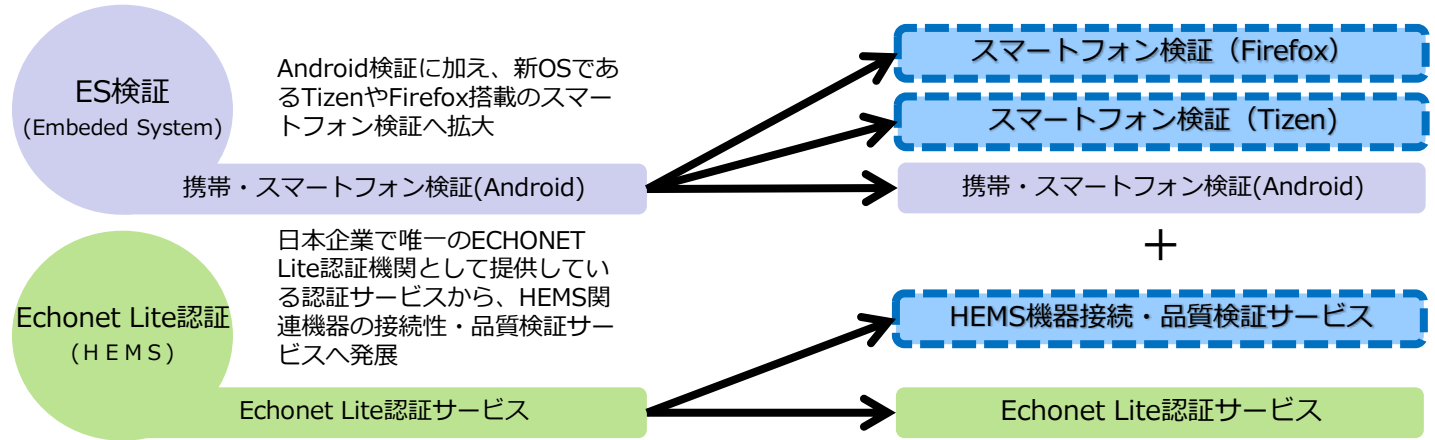 ES検証
(Embeded System)
Android検証に加え、新OSであ
るTizenやFirefox搭載のスマー
トフォン検証へ拡大
携帯・スマートフォン検証(Android)
スマートフォン検証（Firefox）
スマートフォン検証（Tizen)
携帯・スマートフォン検証(Android)
＋
Echonet Lite認証
(ＨＥＭＳ)
日本企業で唯一のECHONET
Lite認証機関として提供してい
る認証サービスから、HEMS関
連機器の接続性・品質検証サー
ビスへ発展
Echonet Lite認証サービス
HEMS機器接続・品質検証サービス
Echonet Lite認証サービス